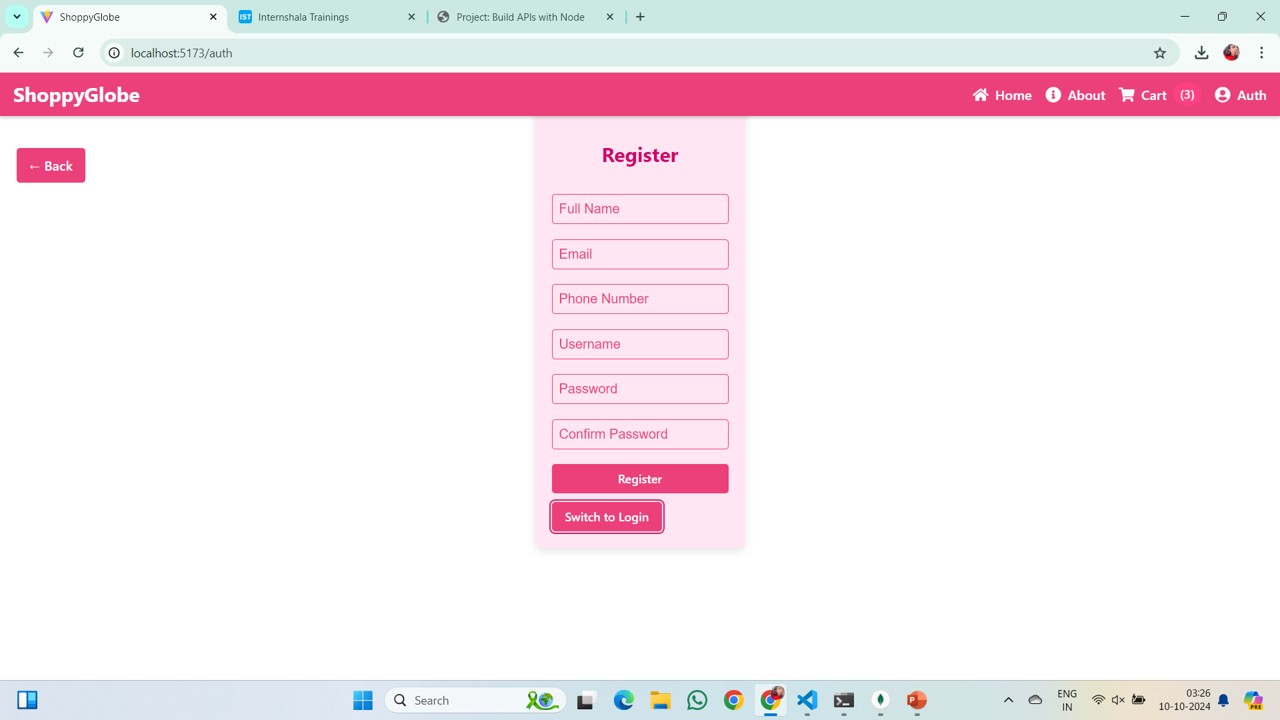 ShoppyGlobe
Internshala Trainings
Project: Build APIs with Node
localhost:5173/auth
ShoppyGlobe
Home
About
Cart (3)
Auth
← Back
Register
Full Name
Email
Phone Number
Username
Password
Confirm Password
Register
Switch to Login
Search
ENG
IN
03:26
10-10-2024